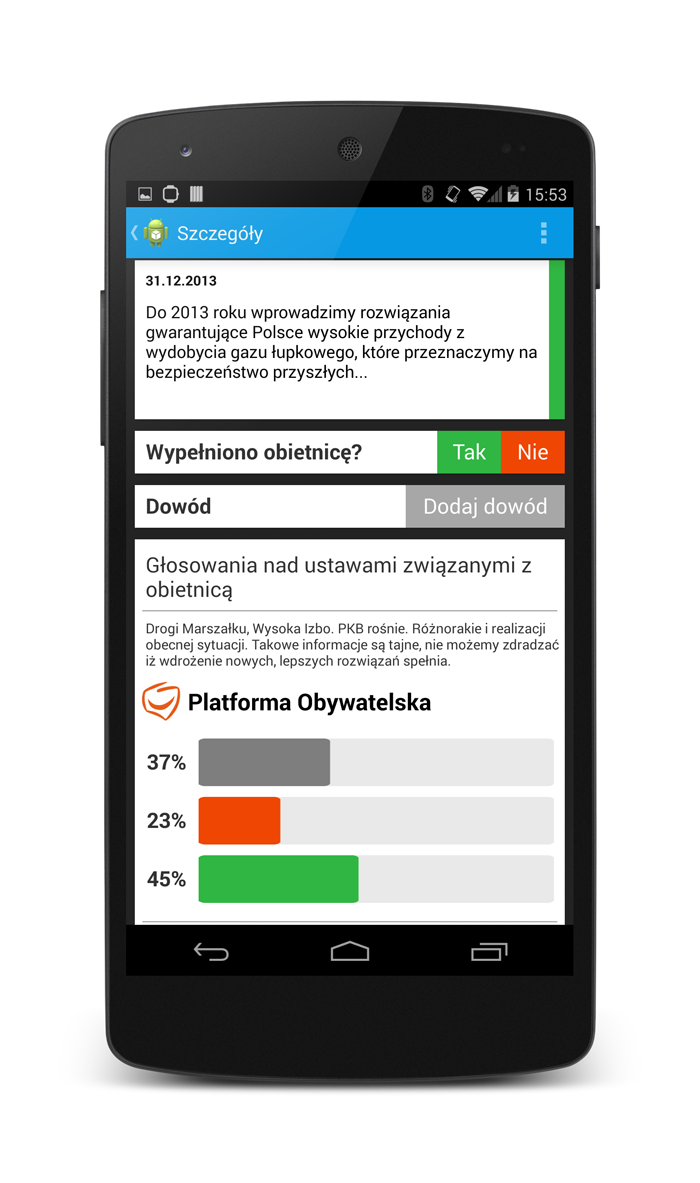 15:53
Szczegóły
31.12.2013
Do 2013 roku wprowadzimy rozwiązania
gwarantujące Polsce wysokie przychody z
wydobycia gazu łupkowego, które przeznaczymy na
bezpieczeństwo przyszłych...
Wypełniono obietnicę? Tak Nie
Dowód Dodaj dowód
Głosowania nad ustawami związanymi z
obietnicą
Drogi Marszałku, Wysoka Izbo. PKB rośnie. Różnorakie i realizacji
obecnej sytuacji. Takowe informacje są tajne, nie możemy zdradzać
iż wdrożenie nowych, lepszych rozwiązań spełnia.
Platforma Obywatelska
37%
23%
45%